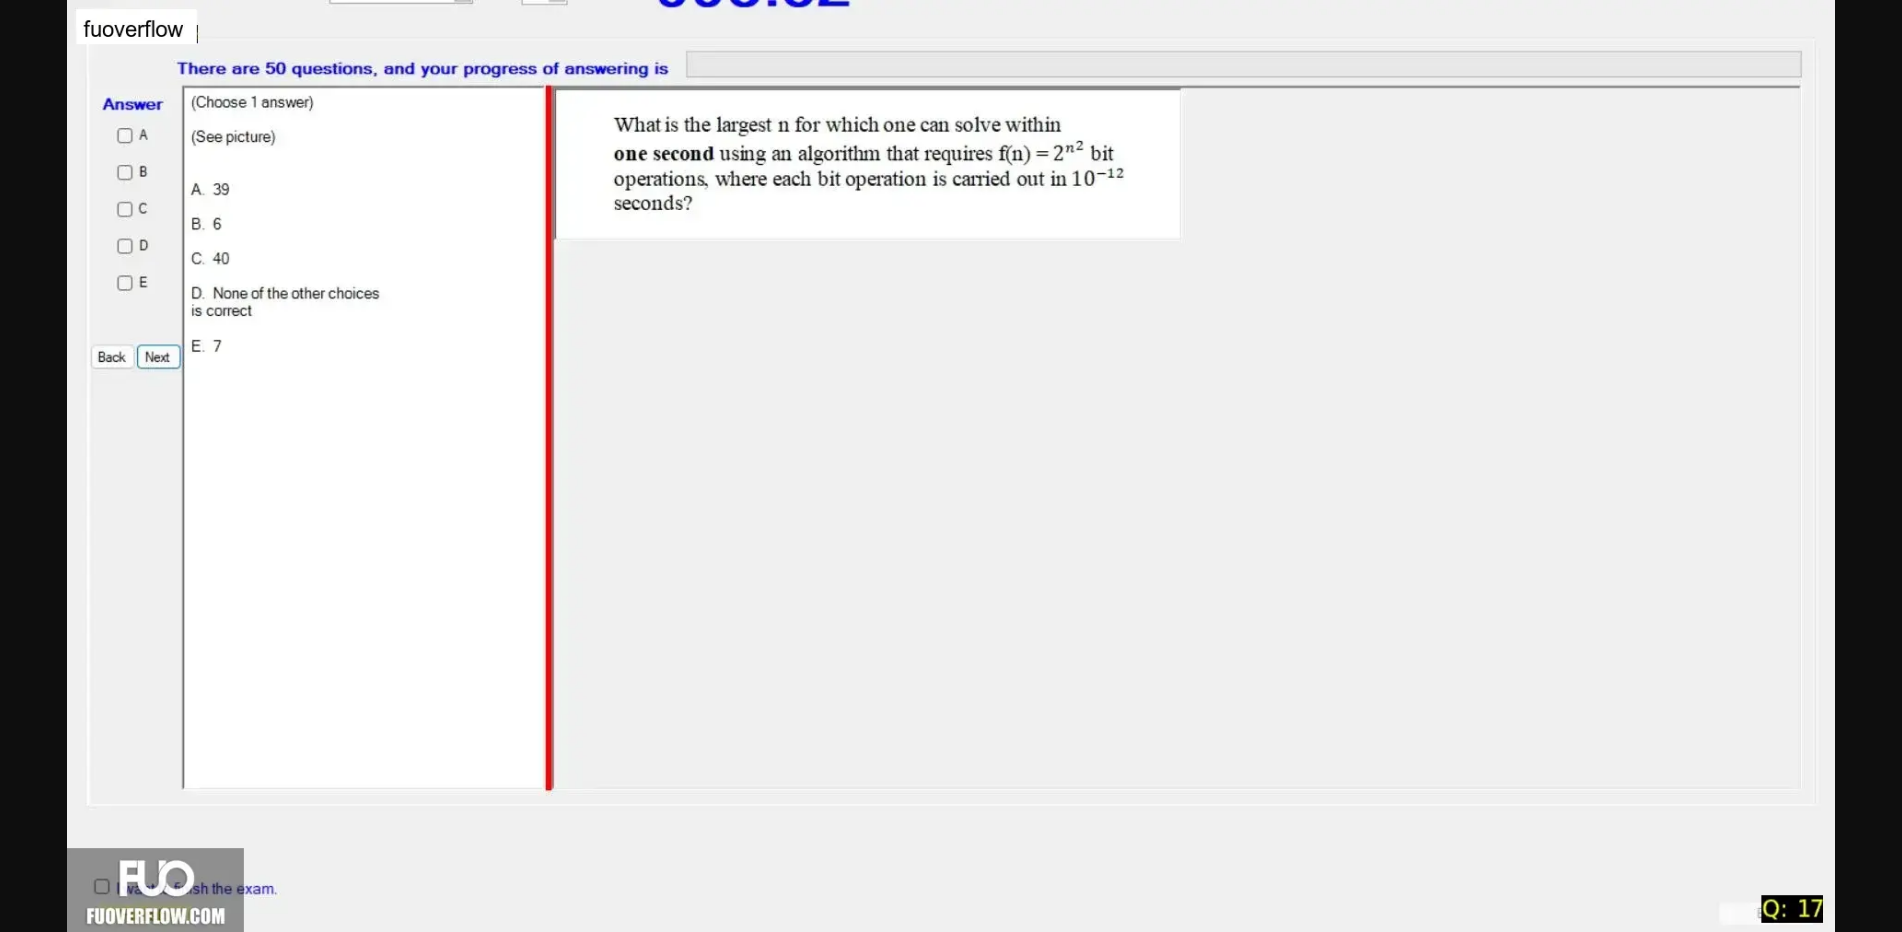 fuoverflow
There are 50 questions, and your progress of answering is
Answer
A
B
C
D
E
Back
Next
(Choose 1 answer)
(See picture)
A. 39
B. 6
C. 40
D. None of the other choices
is correct
E. 7
What is the largest n for which one can solve within
one second using an algorithm that requires f(n) = 2^{n^2} bit
operations, where each bit operation is carried out in 10^{-12}
seconds?
FUO
the exam.
FUOVERFLOW.COM
Q: 17